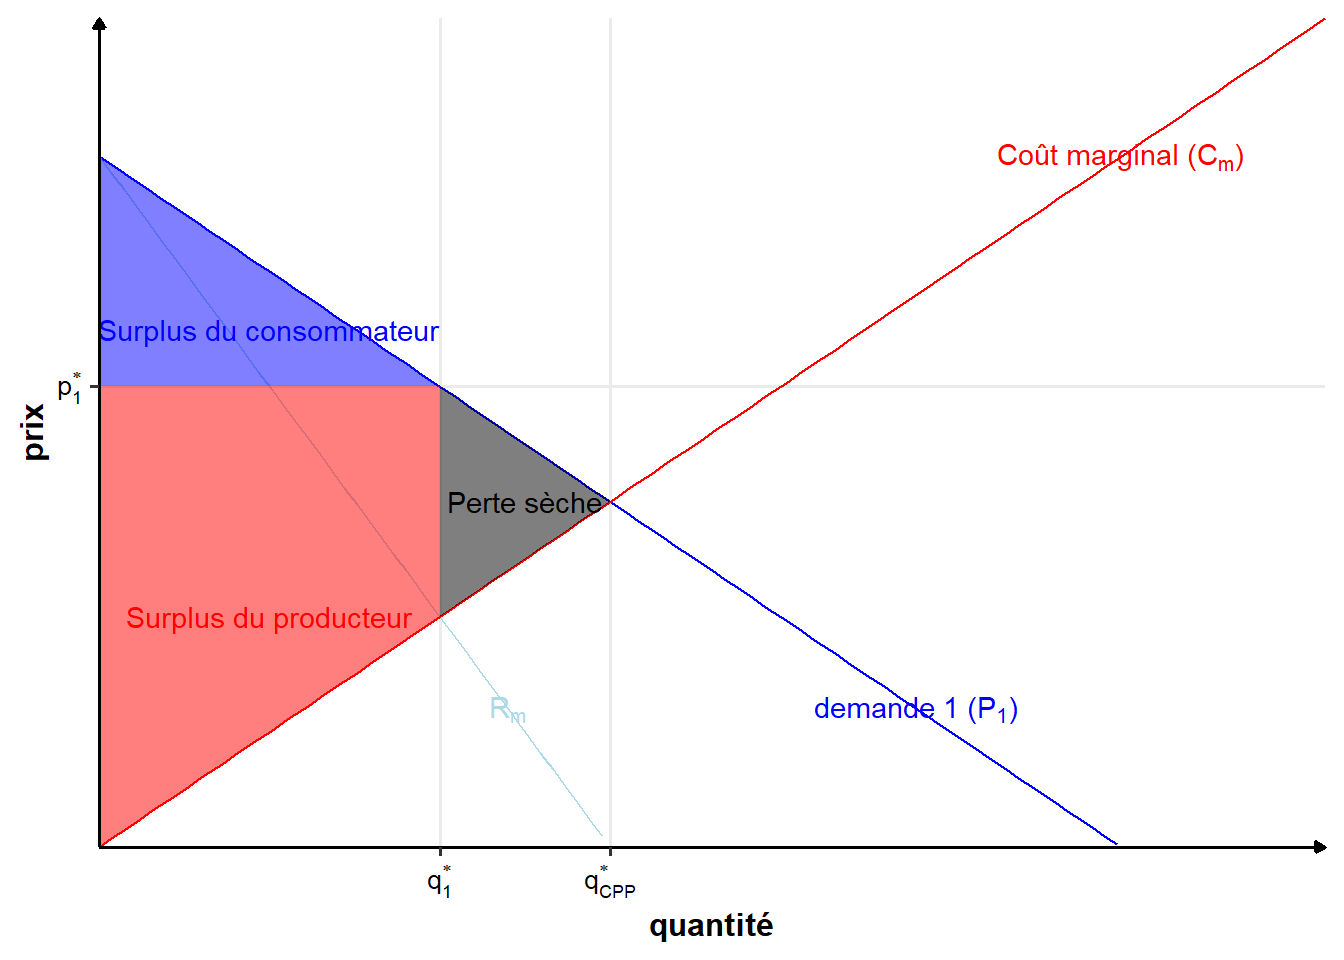 Coût marginal (Cₘ)
Surplus du consommateur
p₁*
prix
Perte sèche
Surplus du producteur
Rₘ
demande 1 (P₁)
q₁*
q*CPP
quantité